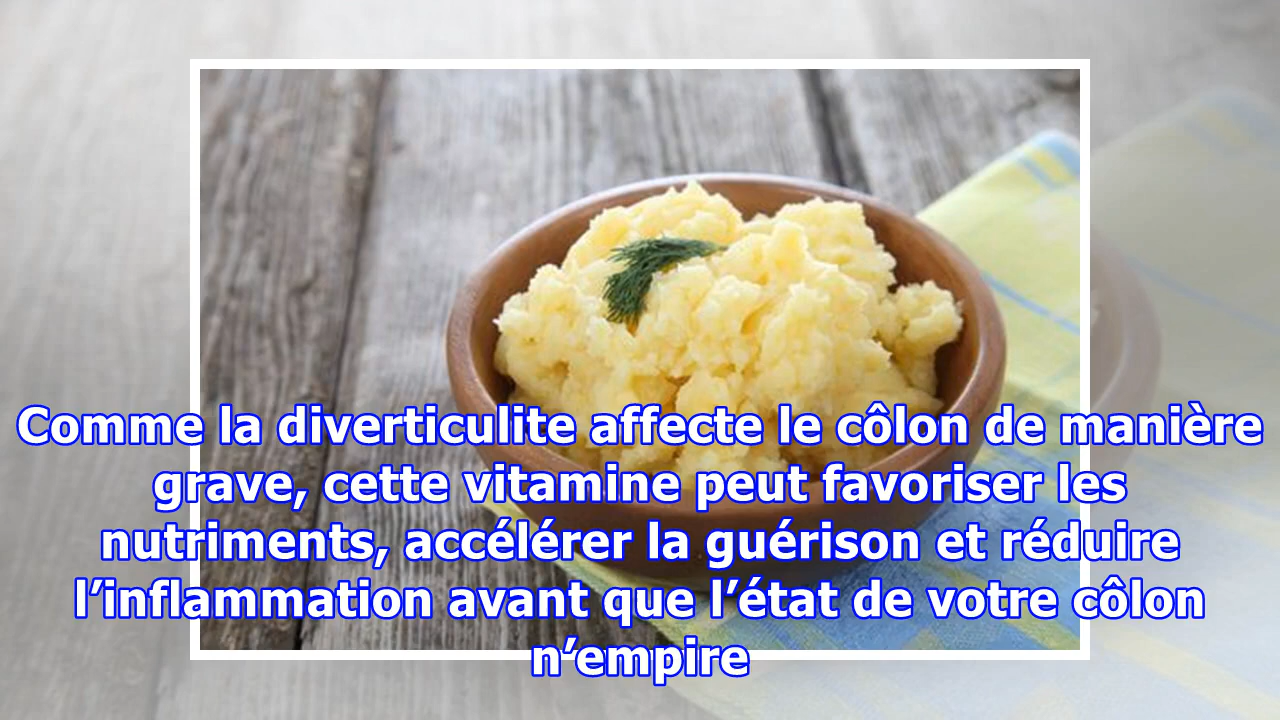 Comme la diverticulite affecte le côlon de manière
grave, cette vitamine peut favoriser les
nutriments, accélérer la guérison et réduire
l’inflammation avant que l’état de votre côlon
n’empire